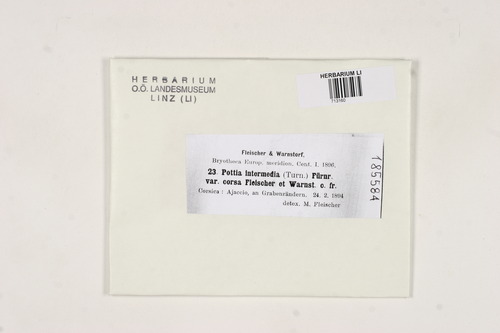 HERBARIUM
O.Ö. LANDESMUSEUM
LINZ (LI)
HERBARIUM LI
713160
Fleischer & Warnstorf.
Bryotheca Europ. meridion. Cent. I. 1896.
23. Pottia intermedia (Turn.) Fürnr.
var. corsa Fleischer et Warnst. c. fr.
Corsica: Ajaccio, an Grabenrändern. 24. 2. 1894
detex. M. Fleischer
185584